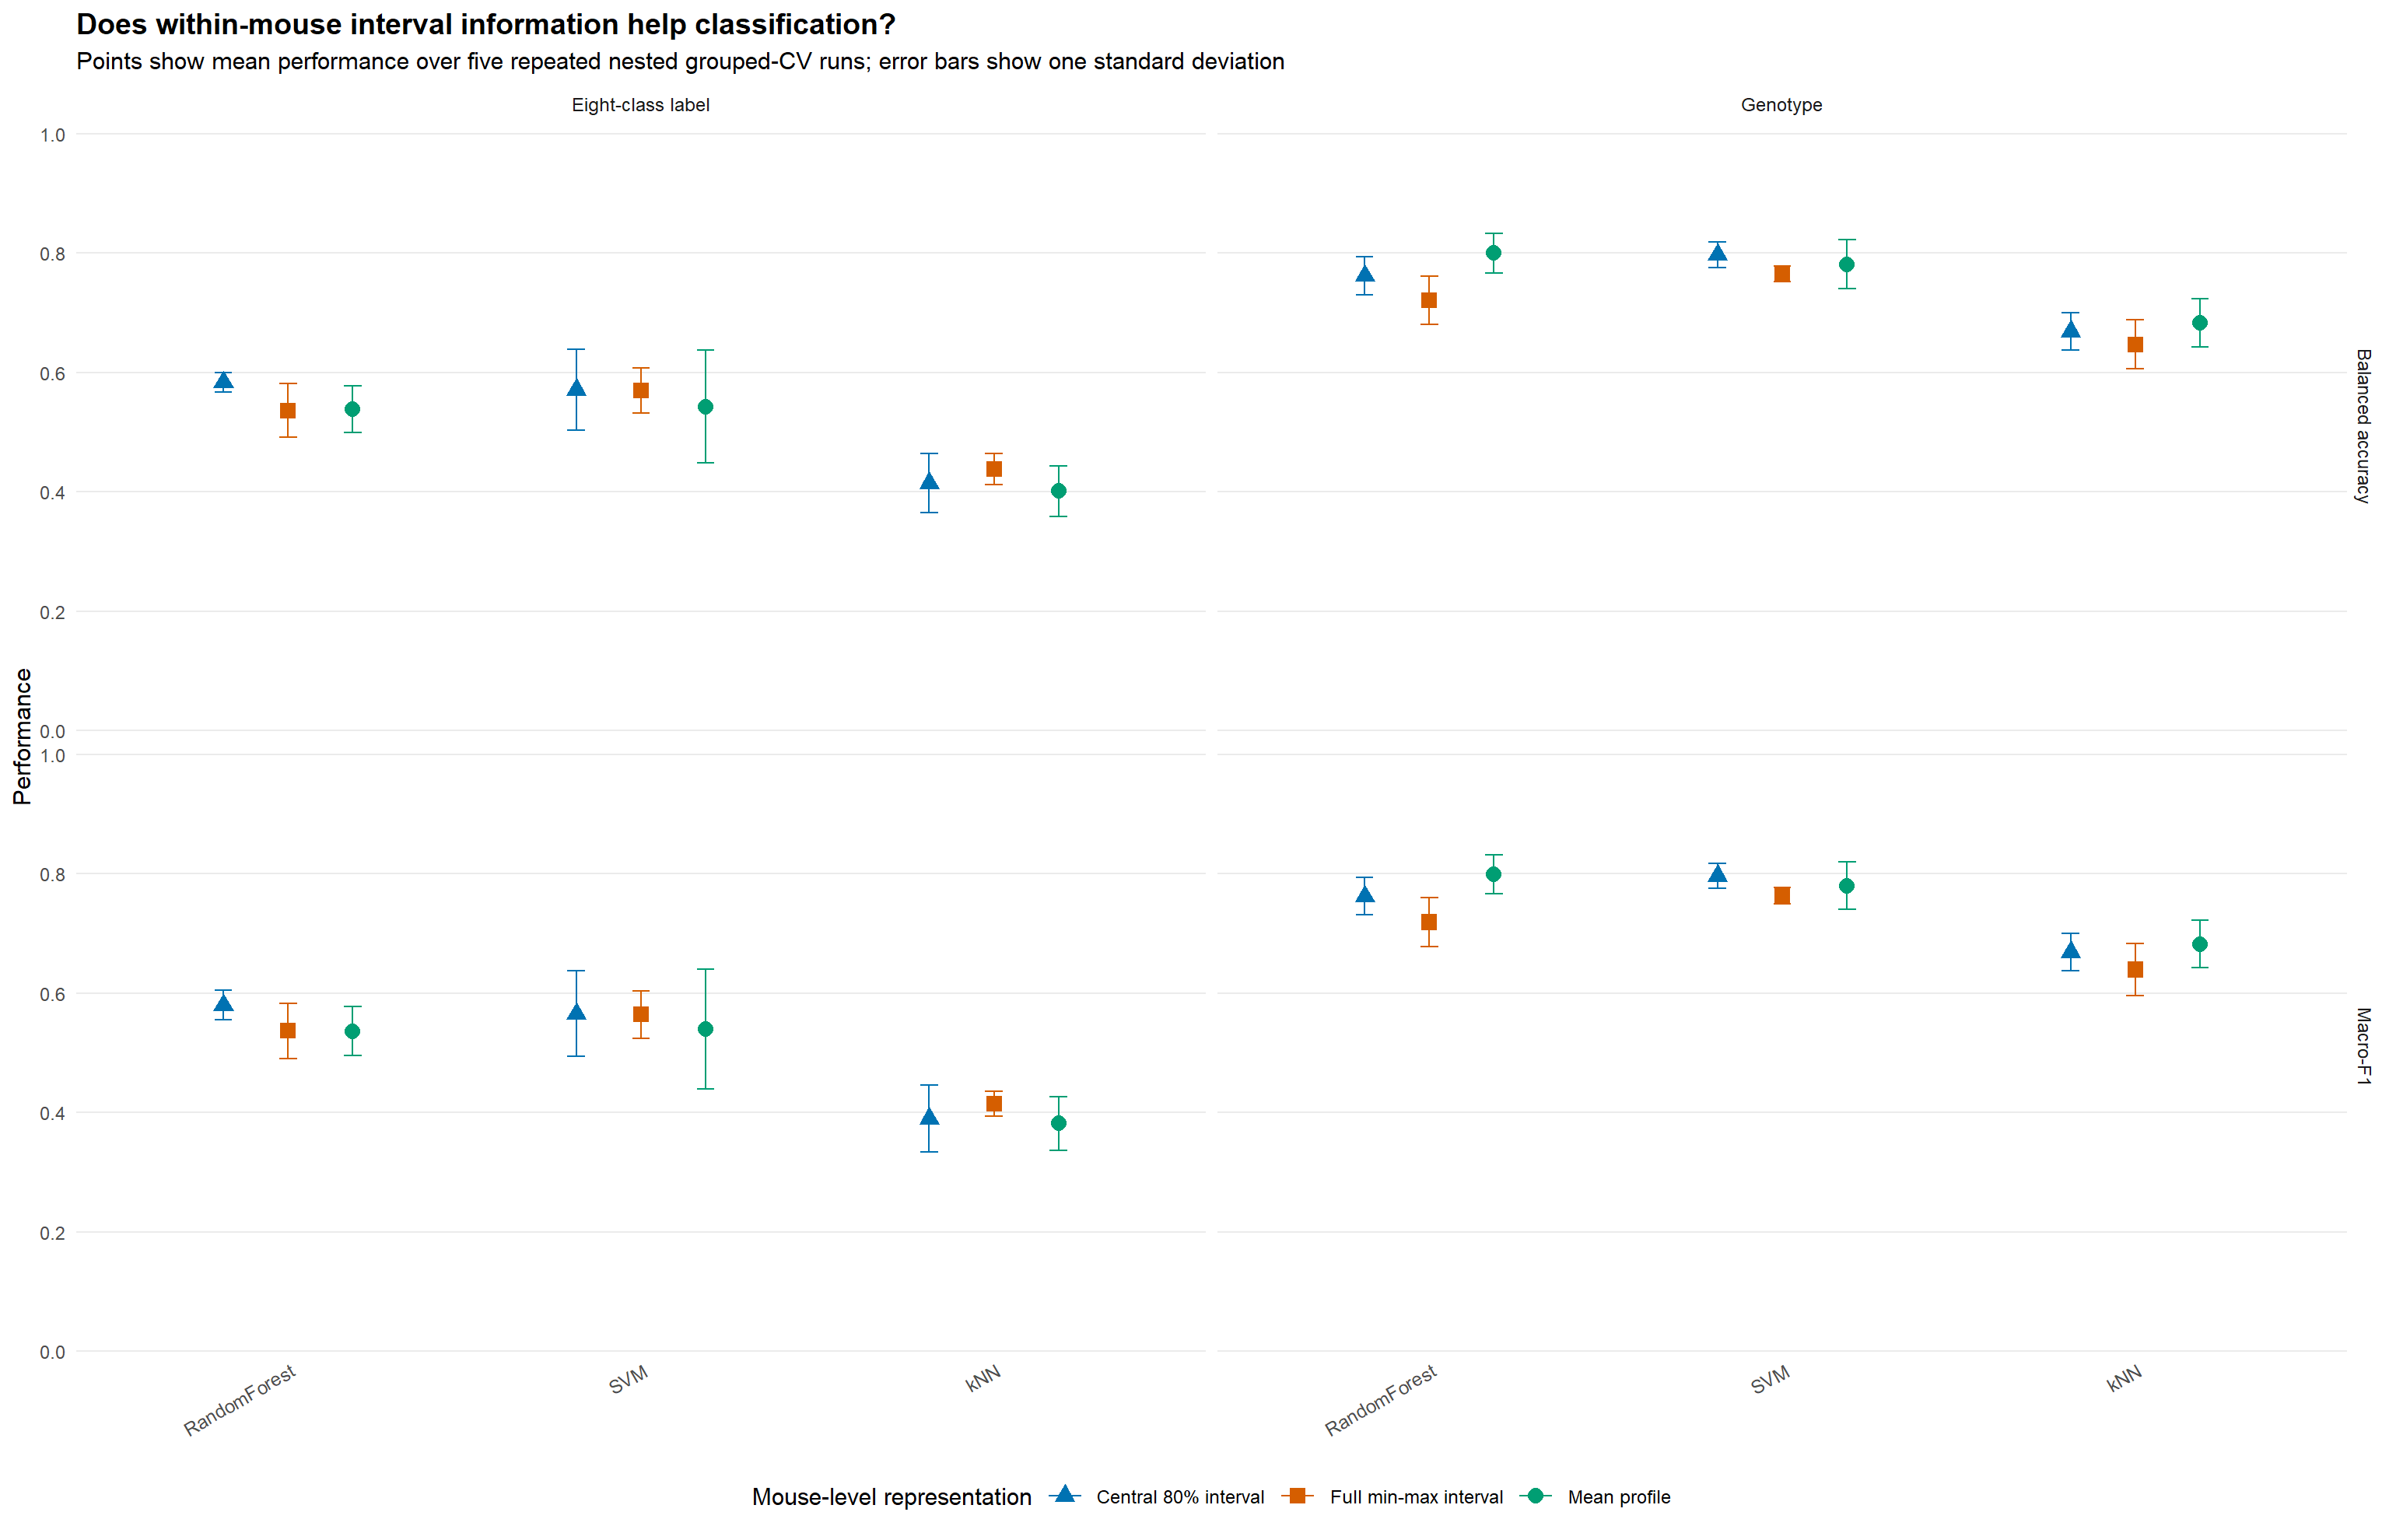 Does within-mouse interval information help classification?
Points show mean performance over five repeated nested grouped-CV runs; error bars show one standard deviation
Eight-class label
Genotype
1.0
0.8
0.6
0.4
0.2
0.0
Balanced accuracy
Performance
1.0
0.8
0.6
0.4
0.2
0.0
Macro-F1
RandomForest
SVM
kNN
RandomForest
SVM
kNN
Mouse-level representation
Central 80% interval
Full min-max interval
Mean profile